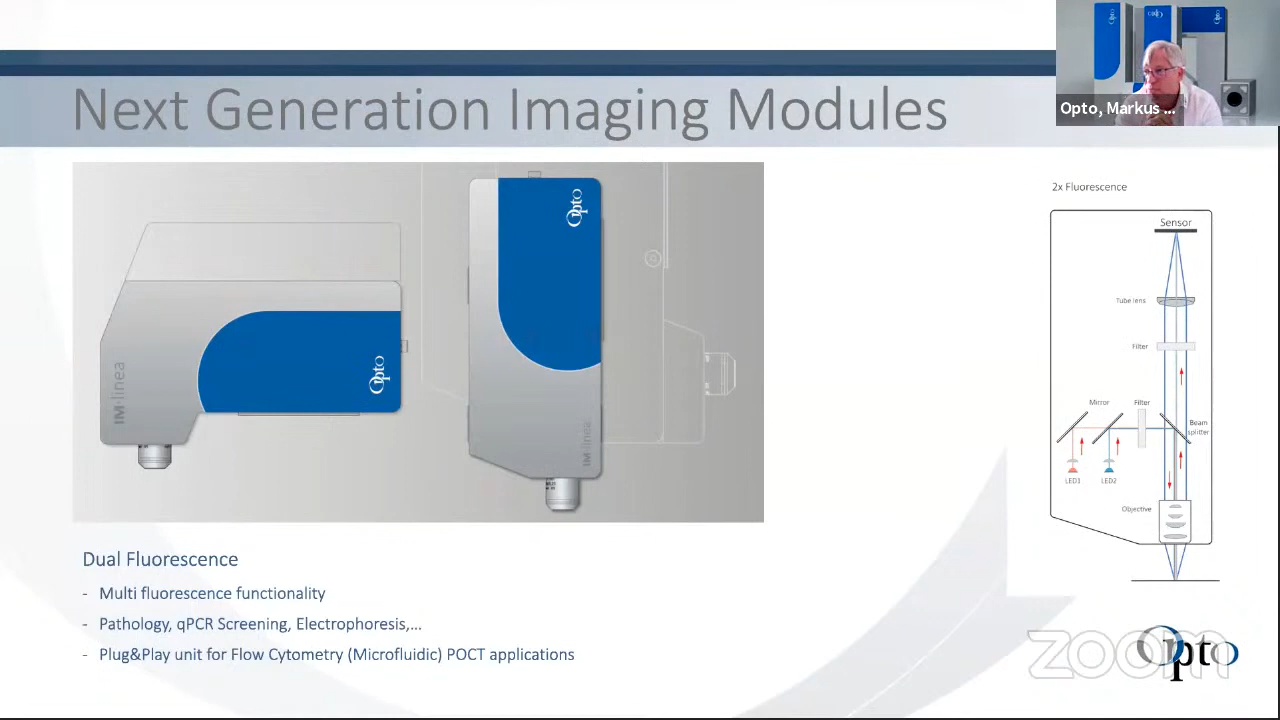 Next Generation Imaging Modules
Opto, Markus ...
Opto
IM·linea
Opto
IM·linea
2x Fluorescence
Sensor
Tube lens
Filter
Mirror
Filter
Beam
splitter
LED1
LED2
Objective
Dual Fluorescence
- Multi fluorescence functionality
- Pathology, qPCR Screening, Electrophoresis,...
- Plug&Play unit for Flow Cytometry (Microfluidic) POCT applications
zoom
Opto